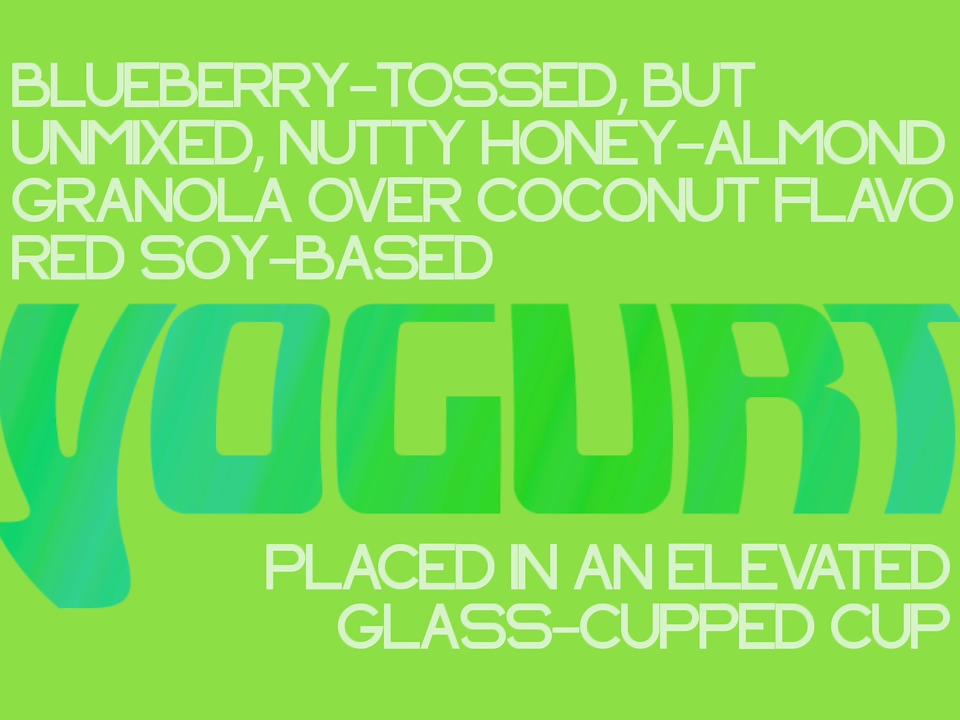 BLUEBERRY-TOSSED, BUT
UNMIXED, NUTTY HONEY-ALMOND
GRANOLA OVER COCONUT FLAVO
RED SOY-BASED
YOGURT
PLACED IN AN ELEVATED
GLASS-CUPPED CUP